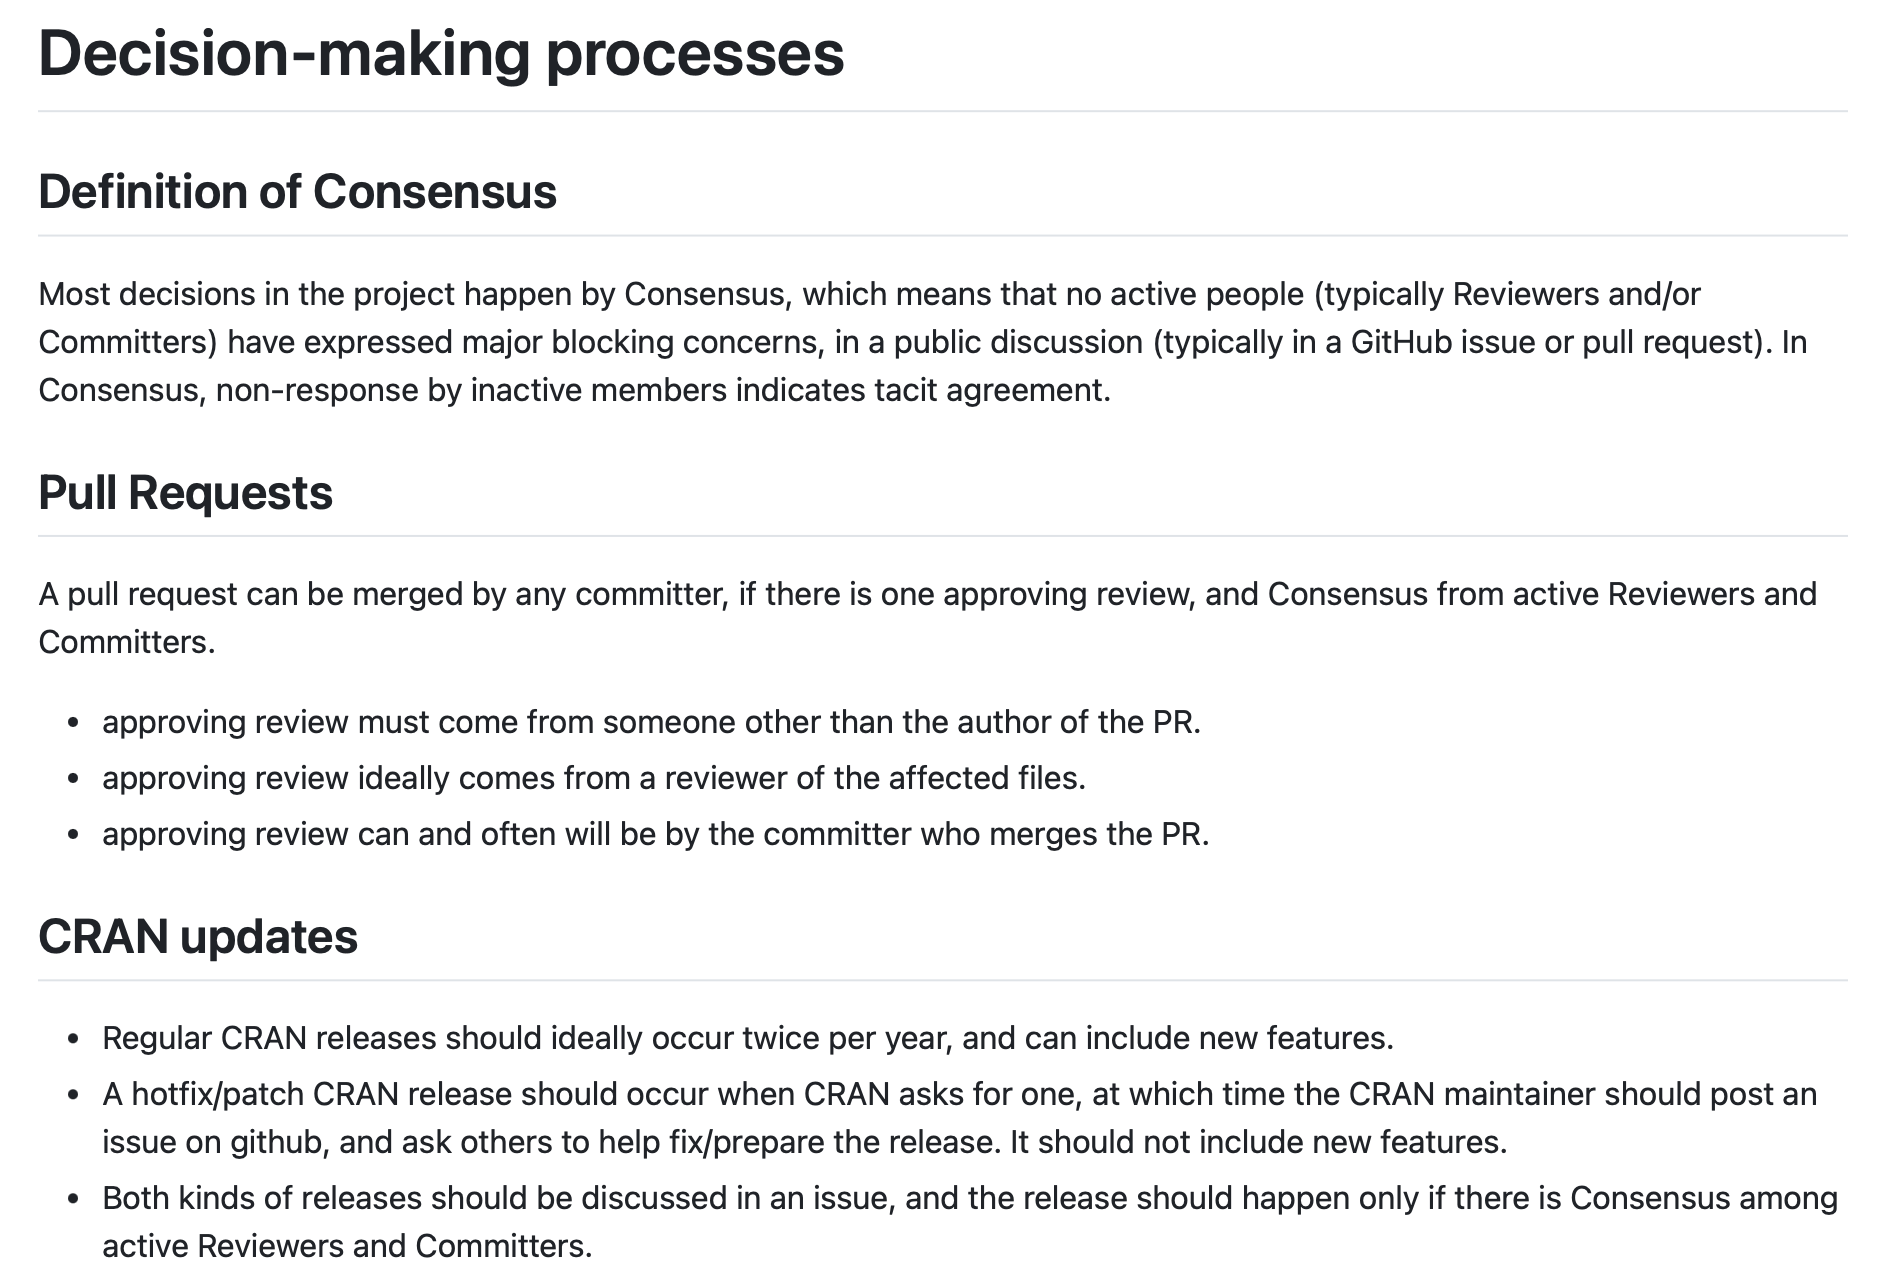 Decision-making processes
Definition of Consensus
Most decisions in the project happen by Consensus, which means that no active people (typically Reviewers and/or
Committers) have expressed major blocking concerns, in a public discussion (typically in a GitHub issue or pull request). In
Consensus, non-response by inactive members indicates tacit agreement.
Pull Requests
A pull request can be merged by any committer, if there is one approving review, and Consensus from active Reviewers and
Committers.
• approving review must come from someone other than the author of the PR.
• approving review ideally comes from a reviewer of the affected files.
• approving review can and often will be by the committer who merges the PR.
CRAN updates
• Regular CRAN releases should ideally occur twice per year, and can include new features.
• A hotfix/patch CRAN release should occur when CRAN asks for one, at which time the CRAN maintainer should post an
issue on github, and ask others to help fix/prepare the release. It should not include new features.
• Both kinds of releases should be discussed in an issue, and the release should happen only if there is Consensus among
active Reviewers and Committers.